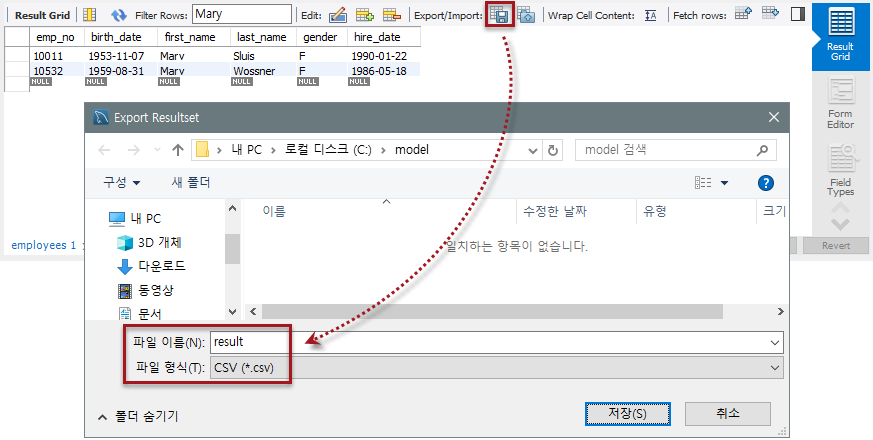 Result Grid Filter Rows: Mary Edit: Export/Import: Wrap Cell Content: Fetch rows:
Result Grid
emp_no birth_date first_name last_name gender hire_date
10011 1953-11-07 Mary Sluis F 1990-01-22
10532 1959-08-31 Mary Wossner F 1986-05-18
NULL NULL NULL NULL NULL NULL
Form Editor
Field Types
employees 1
Revert
Export Resultset
내 PC 로컬 디스크 (C:) model
model 검색
구성 새 폴더
내 PC
3D 개체
다운로드
동영상
문서
이름 수정한 날짜 유형 크기
일치하는 항목이 없습니다.
파일 이름(N): result
파일 형식(T): CSV (*.csv)
폴더 숨기기
저장(S) 취소